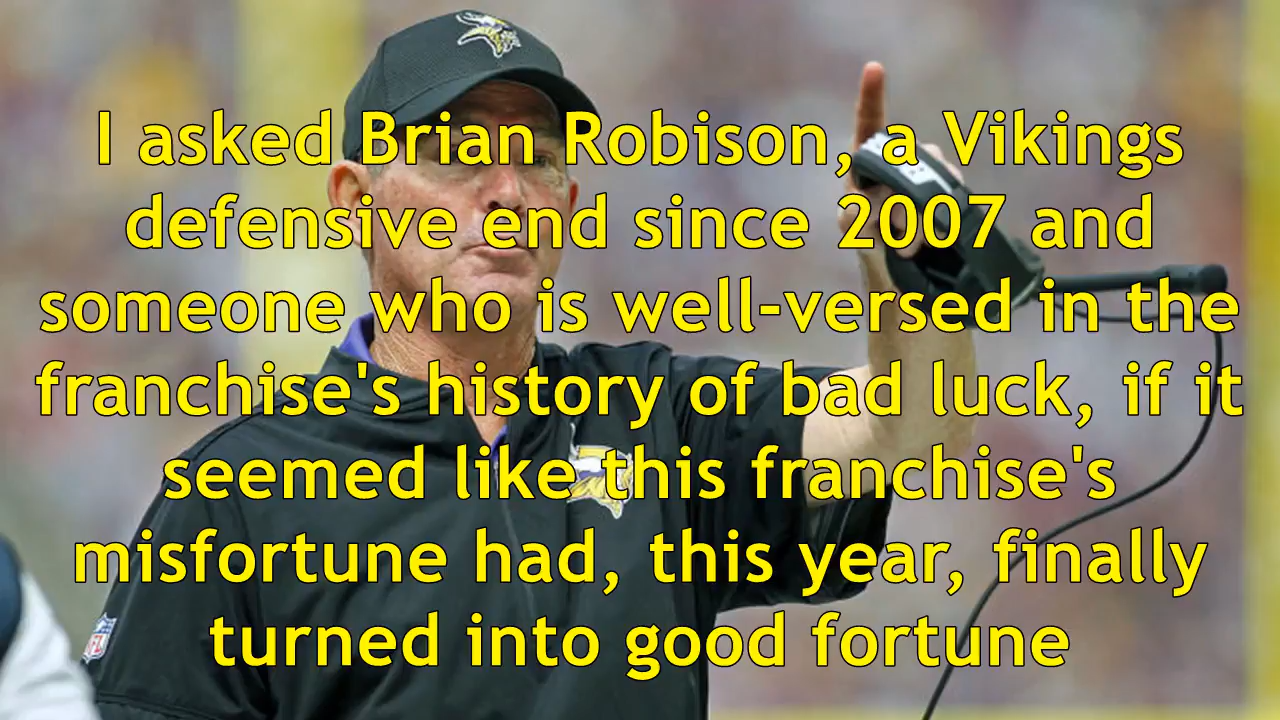 I asked Brian Robison, a Vikings
defensive end since 2007 and
someone who is well-versed in the
franchise's history of bad luck, if it
seemed like this franchise's
misfortune had, this year, finally
turned into good fortune